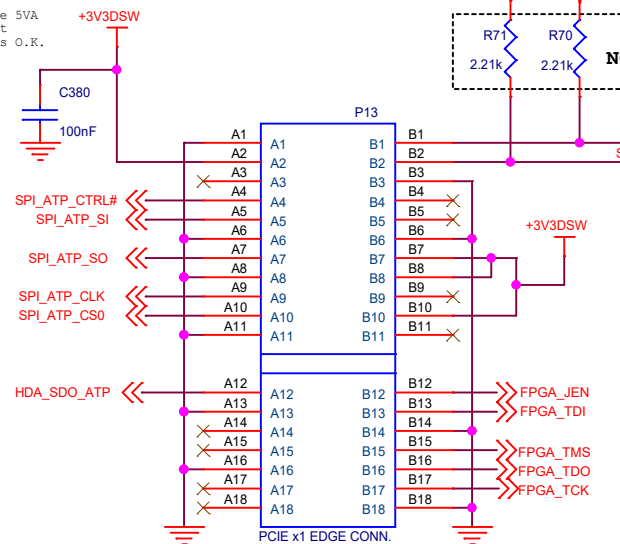 e 5VA
t
s O.K.
+3V3DSW
C380
100nF
R71
2.21k
R70
2.21k
P13
A1 A1 B1 B1
A2 A2 B2 B2
A3 A3 B3 B3
SPI_ATP_CTRL# A4 A4 B4 B4
SPI_ATP_SI A5 A5 B5 B5
A6 A6 B6 B6
+3V3DSW
SPI_ATP_SO A7 A7 B7 B7
A8 A8 B8 B8
SPI_ATP_CLK A9 A9 B9 B9
SPI_ATP_CS0 A10 A10 B10 B10
A11 A11 B11 B11
HDA_SDO_ATP A12 A12 B12 B12 FPGA_JEN
A13 A13 B13 B13 FPGA_TDI
A14 A14 B14 B14
A15 A15 B15 B15 FPGA_TMS
A16 A16 B16 B16 FPGA_TDO
A17 A17 B17 B17 FPGA_TCK
A18 A18 B18 B18
PCIE x1 EDGE CONN.